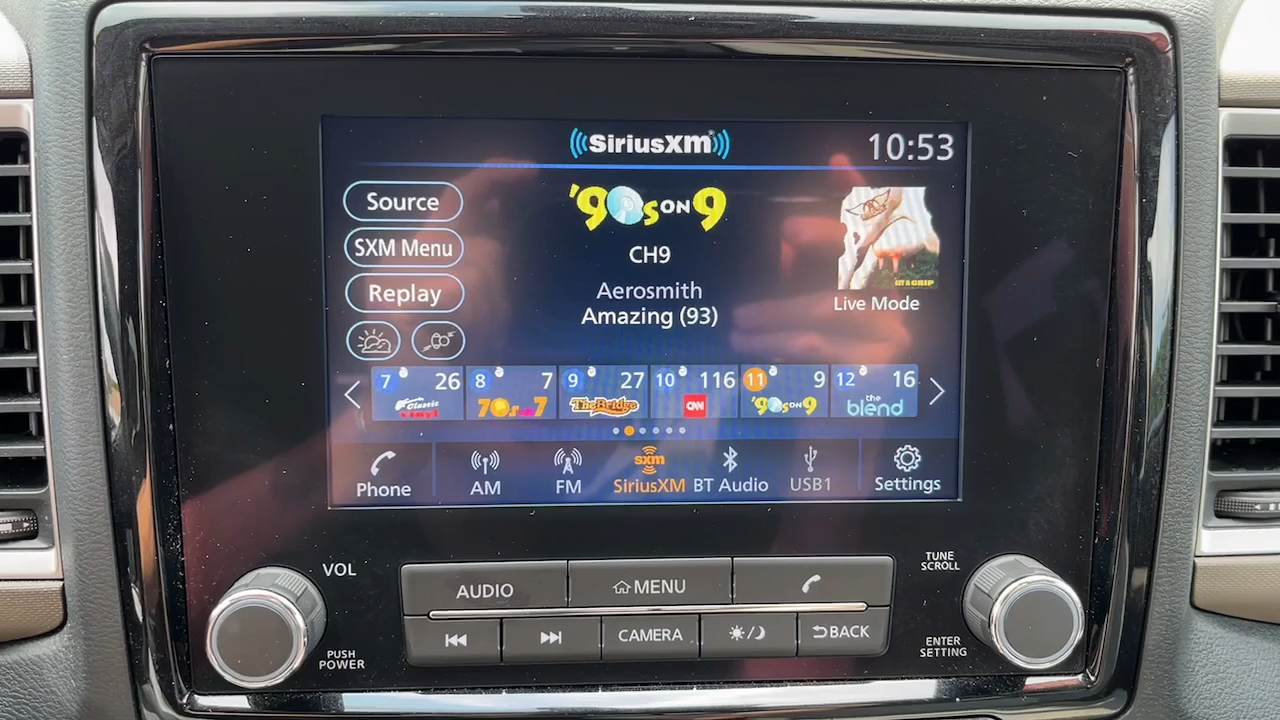 SiriusXM
10:53
Source
SXM Menu
Replay
'90s ON 9
CH9
Aerosmith
Amazing (93)
GET A GRIP
Live Mode
7 26
Classic Vinyl
8 7
70s on 7
9 27
The Bridge
10 116
CNN
11 9
'90s ON 9
12 16
the blend
Phone
AM
FM
sxm
SiriusXM
BT Audio
USB1
Settings
VOL
PUSH
POWER
AUDIO
MENU
CAMERA
BACK
TUNE
SCROLL
ENTER
SETTING